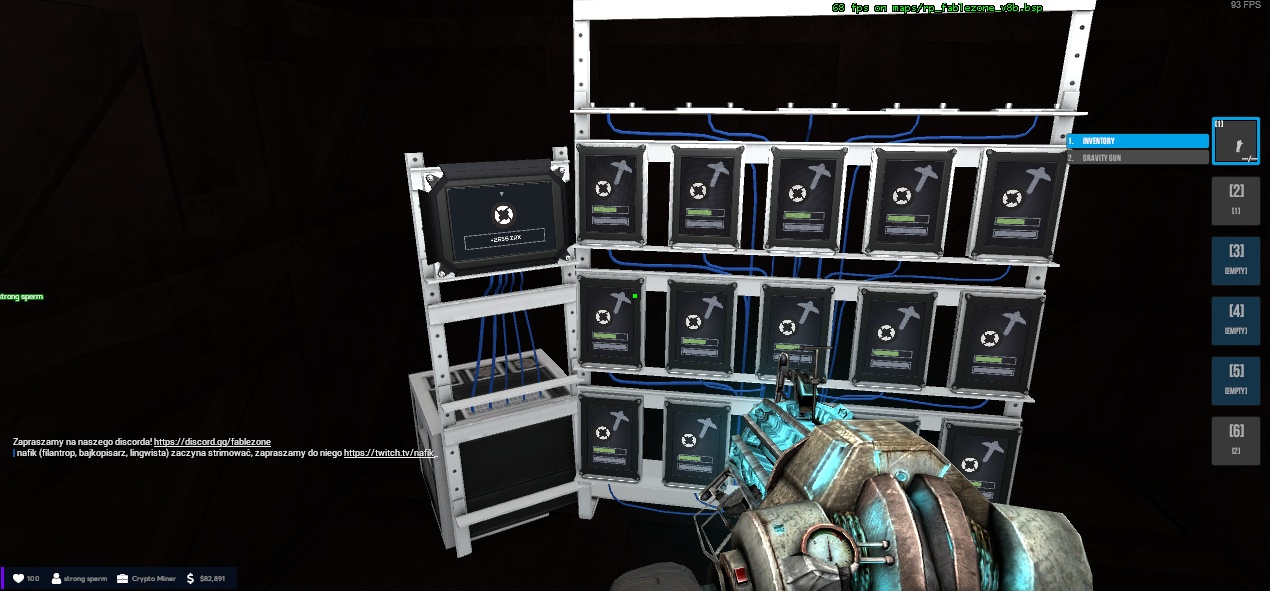 63 fps on maps/rp_fablezone_v8b.bsp
93 FPS
[1]
1. INVENTORY
2. GRAVITY GUN
[2]
[1]
[3]
[EMPTY]
[4]
[EMPTY]
[5]
[EMPTY]
[6]
[2]
strong sperm
Zapraszamy na naszego discorda! https://discord.gg/fablezone
nafik (filantrop, bajkopisarz, lingwista) zaczyna strimować, zapraszamy do niego https://twitch.tv/nafik_
100 strong sperm Crypto Miner $ $82,891